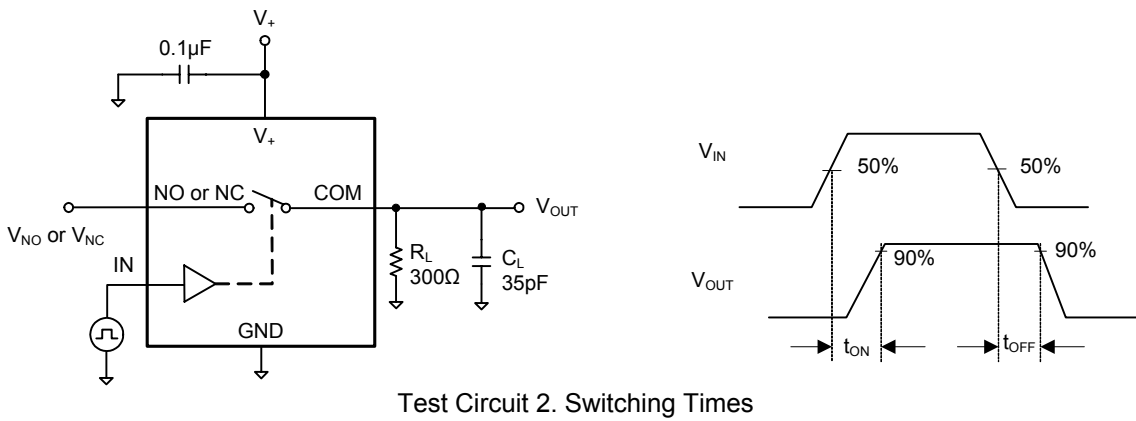 V+
0.1µF
V+
NO or NC
COM
VOUT
VNO or VNC
RL
300Ω
CL
35pF
IN
GND
VIN
50%
50%
VOUT
90%
90%
tON
tOFF
Test Circuit 2. Switching Times